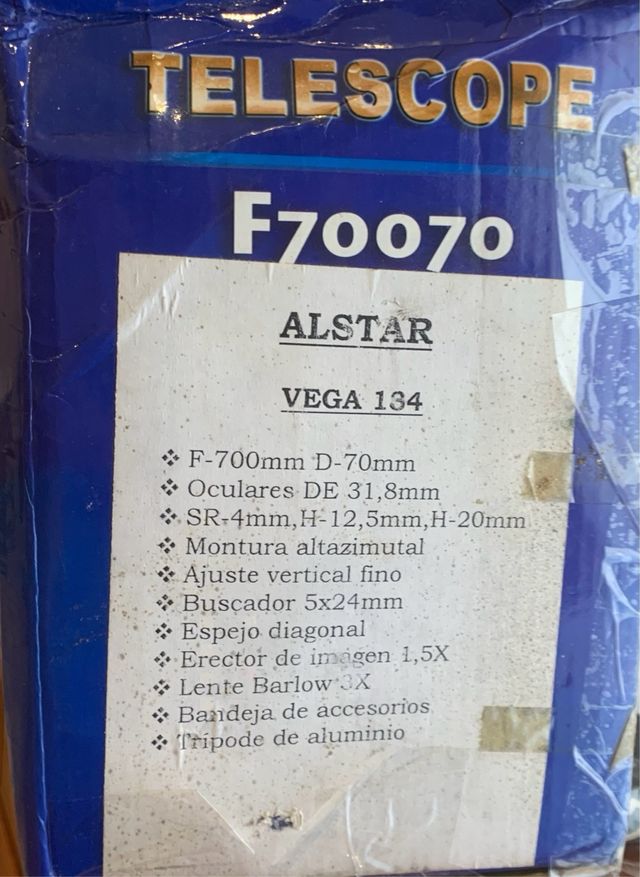 TELESCOPE
F70070
ALSTAR
VEGA 134
❖ F-700mm D-70mm
❖ Oculares DE 31,8mm
❖ SR-4mm,H-12,5mm,H-20mm
❖ Montura altazimutal
❖ Ajuste vertical fino
❖ Buscador 5x24mm
❖ Espejo diagonal
❖ Erector de imagen 1,5X
❖ Lente Barlow 3X
❖ Bandeja de accesorios
❖ Tripode de aluminio